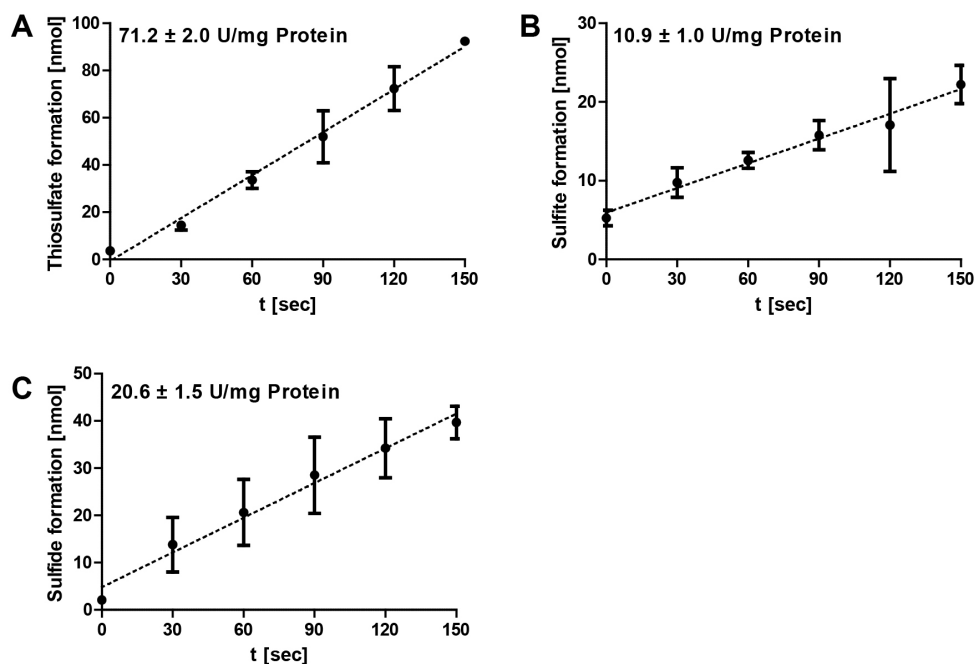 A
71.2 ± 2.0 U/mg Protein
Thiosulfate formation [nmol]
100
80
60
40
20
0
0 30 60 90 120 150
t [sec]
B
10.9 ± 1.0 U/mg Protein
Sulfite formation [nmol]
30
20
10
0
0 30 60 90 120 150
t [sec]
C
20.6 ± 1.5 U/mg Protein
Sulfide formation [nmol]
50
40
30
20
10
0
0 30 60 90 120 150
t [sec]